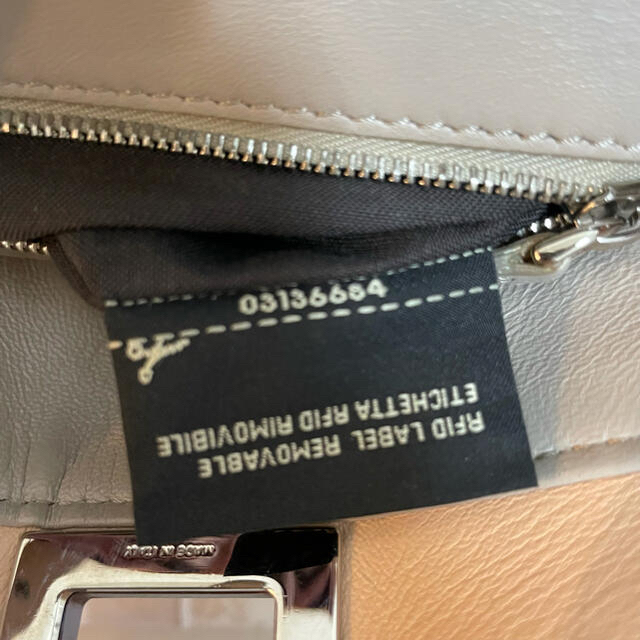 03136684
RFID LABEL REMOVABLE
ETICHETTA RFID RIMOVIBILE